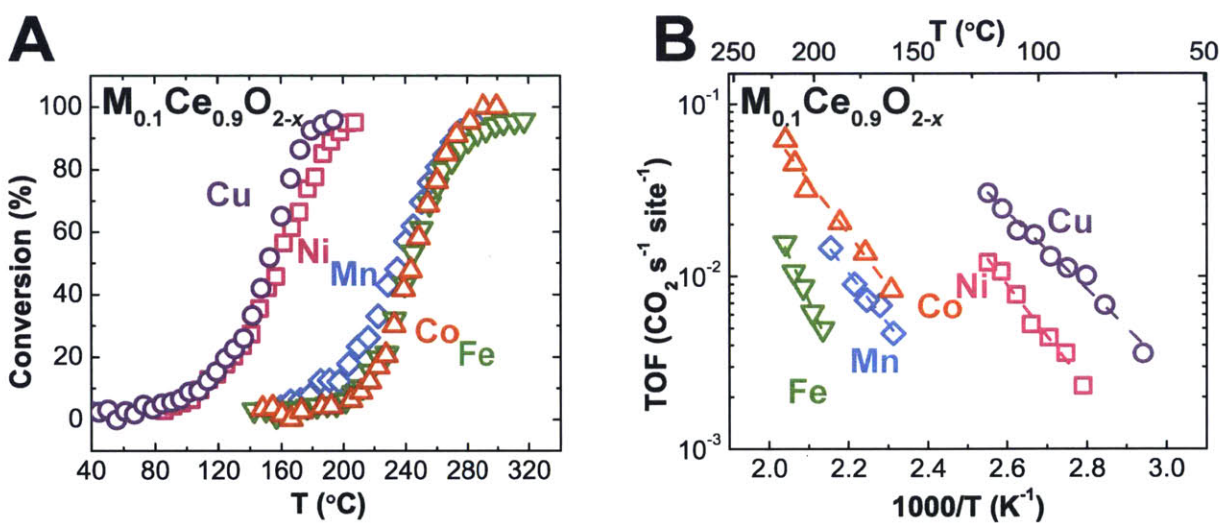 A
M0.1Ce0.9O2-x
Cu
Ni
Mn
Co
Fe
Conversion (%)
100
80
60
40
20
0
40 80 120 160 200 240 280 320
T (°C)
B
T (°C)
250 200 150 100 50
M0.1Ce0.9O2-x
Cu
Ni
Co
Mn
Fe
TOF (CO2 s-1 site-1)
10-1
10-2
10-3
2.0 2.2 2.4 2.6 2.8 3.0
1000/T (K-1)